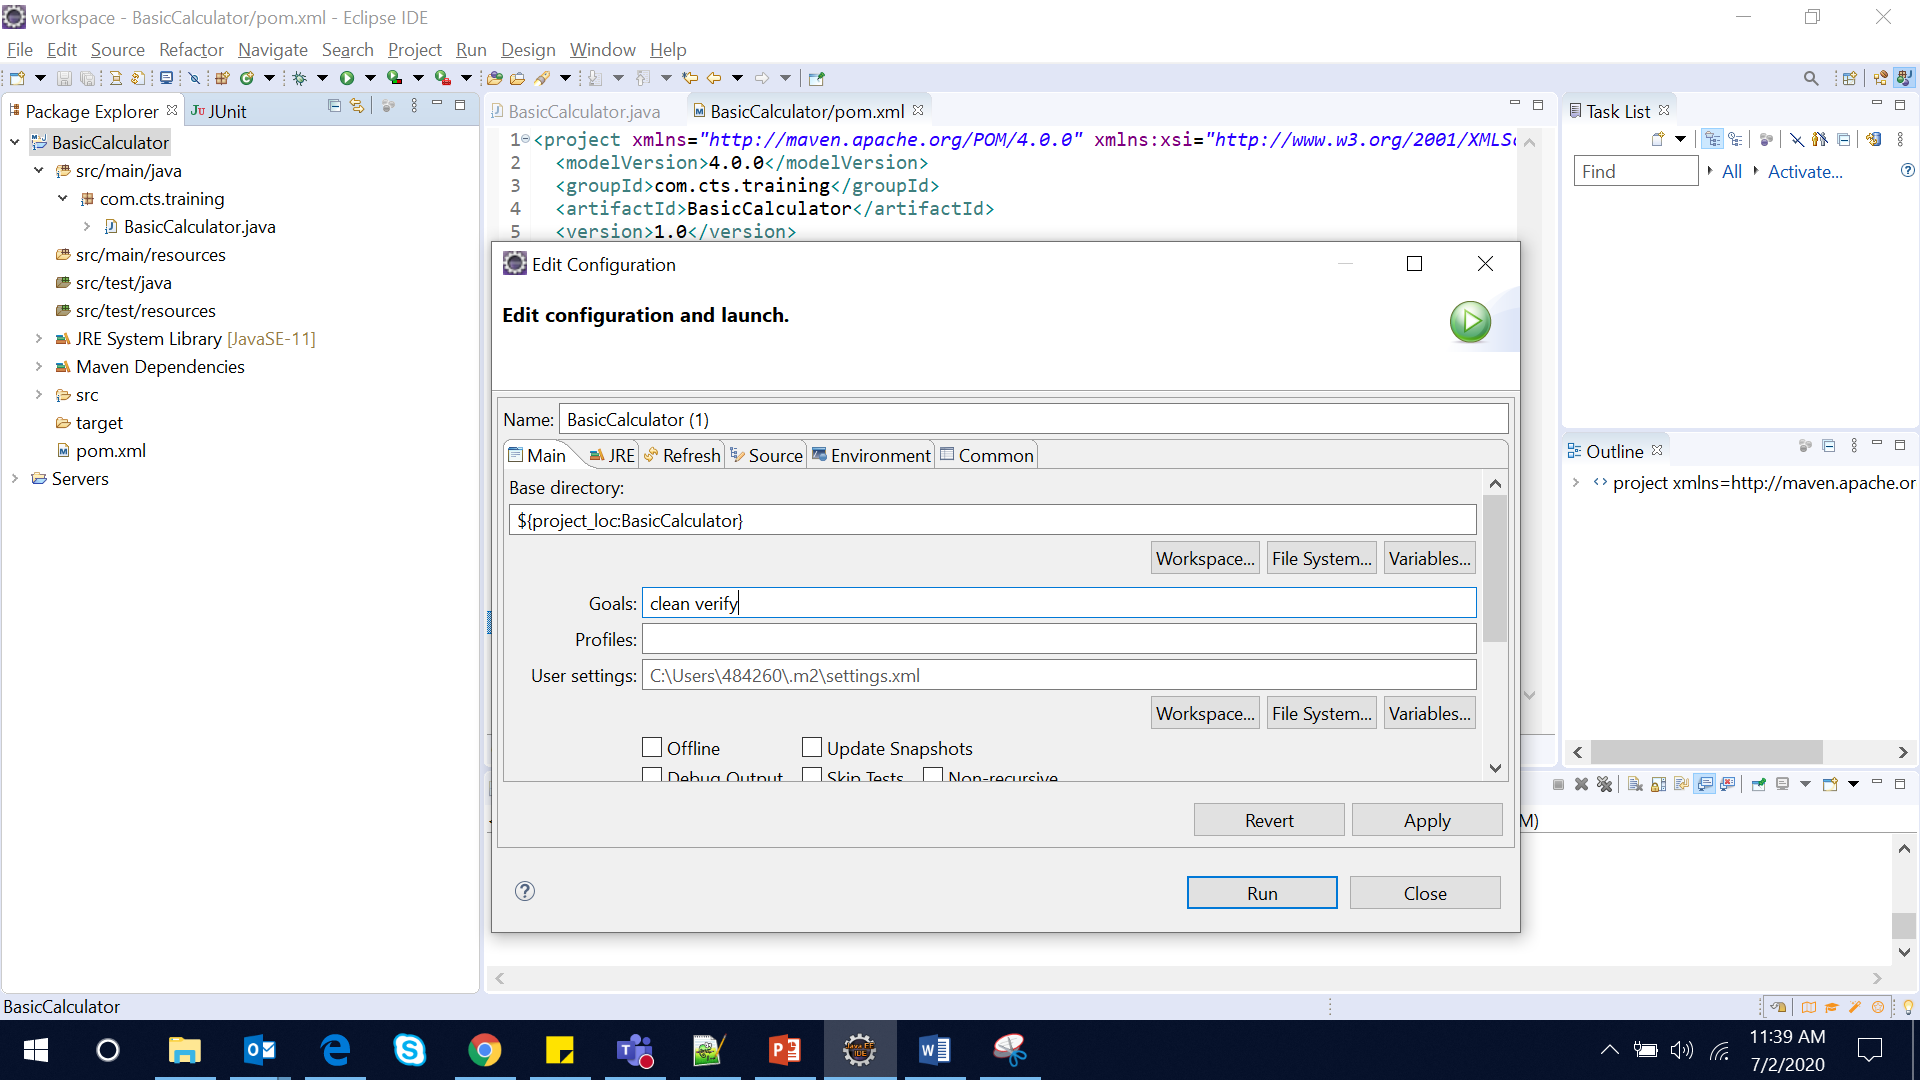 workspace - BasicCalculator/pom.xml - Eclipse IDE
File Edit Source Refactor Navigate Search Project Run Design Window Help
Package Explorer
JUnit
BasicCalculator
src/main/java
com.cts.training
BasicCalculator.java
src/main/resources
src/test/java
src/test/resources
JRE System Library [JavaSE-11]
Maven Dependencies
src
target
pom.xml
Servers
BasicCalculator.java
BasicCalculator/pom.xml
1 <project xmlns="http://maven.apache.org/POM/4.0.0" xmlns:xsi="http://www.w3.org/2001/XMLSc
2 <modelVersion>4.0.0</modelVersion>
3 <groupId>com.cts.training</groupId>
4 <artifactId>BasicCalculator</artifactId>
5 <version>1.0</version>
Edit Configuration
Edit configuration and launch.
Name: BasicCalculator (1)
Main JRE Refresh Source Environment Common
Base directory:
${project_loc:BasicCalculator}
Workspace... File System... Variables...
Goals: clean verify
Profiles:
User settings: C:\Users\484260\.m2\settings.xml
Workspace... File System... Variables...
Offline Update Snapshots
Debug Output Skip Tests Non-recursive
Revert Apply
Run Close
Task List
Find All Activate...
Outline
project xmlns=http://maven.apache.or
M)
BasicCalculator
11:39 AM
7/2/2020